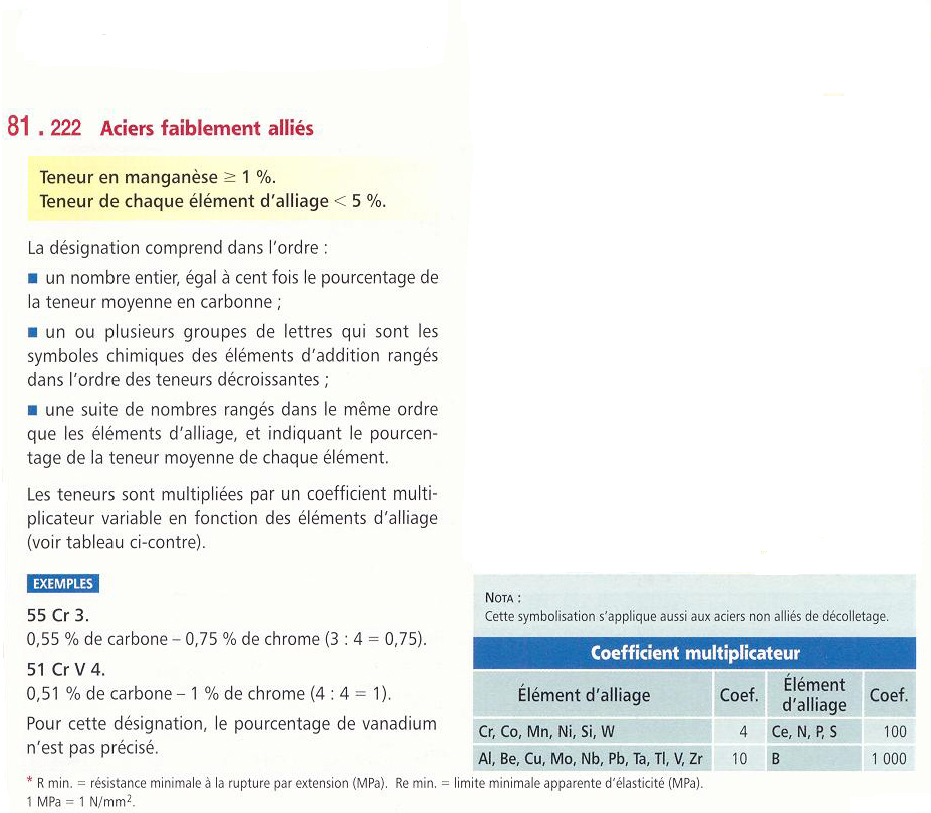 81 . 222 Aciers faiblement alliés
Teneur en manganèse ≥ 1 %.
Teneur de chaque élément d'alliage < 5 %.
La désignation comprend dans l'ordre :
■ un nombre entier, égal à cent fois le pourcentage de
la teneur moyenne en carbonne ;
■ un ou plusieurs groupes de lettres qui sont les
symboles chimiques des éléments d'addition rangés
dans l'ordre des teneurs décroissantes ;
■ une suite de nombres rangés dans le même ordre
que les éléments d'alliage, et indiquant le pourcen-
tage de la teneur moyenne de chaque élément.
Les teneurs sont multipliées par un coefficient multi-
plicateur variable en fonction des éléments d'alliage
(voir tableau ci-contre).
EXEMPLES
55 Cr 3.
0,55 % de carbone – 0,75 % de chrome (3 : 4 = 0,75).
51 Cr V 4.
0,51 % de carbone – 1 % de chrome (4 : 4 = 1).
Pour cette désignation, le pourcentage de vanadium
n'est pas précisé.
NOTA :
Cette symbolisation s'applique aussi aux aciers non alliés de décolletage.
Coefficient multiplicateur
Élément d'alliage Coef. Élément d'alliage Coef.
Cr, Co, Mn, Ni, Si, W 4 Ce, N, P, S 100
Al, Be, Cu, Mo, Nb, Pb, Ta, Tl, V, Zr 10 B 1 000
* R min. = résistance minimale à la rupture par extension (MPa). Re min. = limite minimale apparente d'élasticité (MPa).
1 MPa = 1 N/mm².